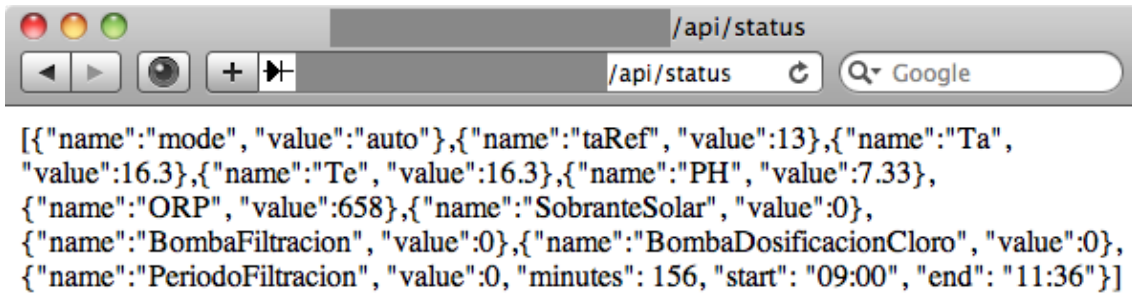 /api/status
/api/status Google
[{"name":"mode", "value":"auto"},{"name":"taRef", "value":13},{"name":"Ta",
"value":16.3},{"name":"Te", "value":16.3},{"name":"PH", "value":7.33},
{"name":"ORP", "value":658},{"name":"SobranteSolar", "value":0},
{"name":"BombaFiltracion", "value":0},{"name":"BombaDosificacionCloro", "value":0},
{"name":"PeriodoFiltracion", "value":0, "minutes": 156, "start": "09:00", "end": "11:36"}]